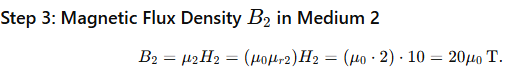 Step 3: Magnetic Flux Density B₂ in Medium 2
B₂ = μ₂H₂ = (μ₀μᵣ₂)H₂ = (μ₀ · 2) · 10 = 20μ₀ T.